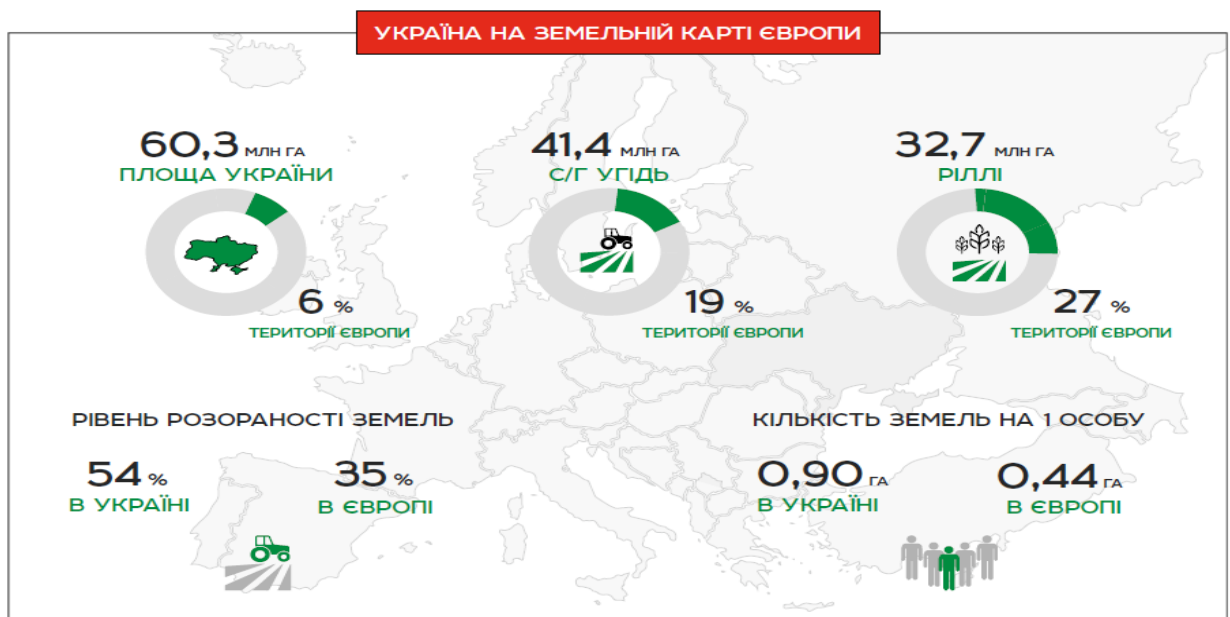 УКРАЇНА НА ЗЕМЕЛЬНІЙ КАРТІ ЄВРОПИ
60,3 МЛН ГА
ПЛОЩА УКРАЇНИ
6 %
ТЕРИТОРІЇ ЄВРОПИ
41,4 МЛН ГА
С/Г УГІДЬ
19 %
ТЕРИТОРІЇ ЄВРОПИ
32,7 МЛН ГА
РІЛЛІ
27 %
ТЕРИТОРІЇ ЄВРОПИ
РІВЕНЬ РОЗОРАНОСТІ ЗЕМЕЛЬ
54 %
В УКРАЇНІ
35 %
В ЄВРОПІ
КІЛЬКІСТЬ ЗЕМЕЛЬ НА 1 ОСОБУ
0,90 ГА
В УКРАЇНІ
0,44 ГА
В ЄВРОПІ